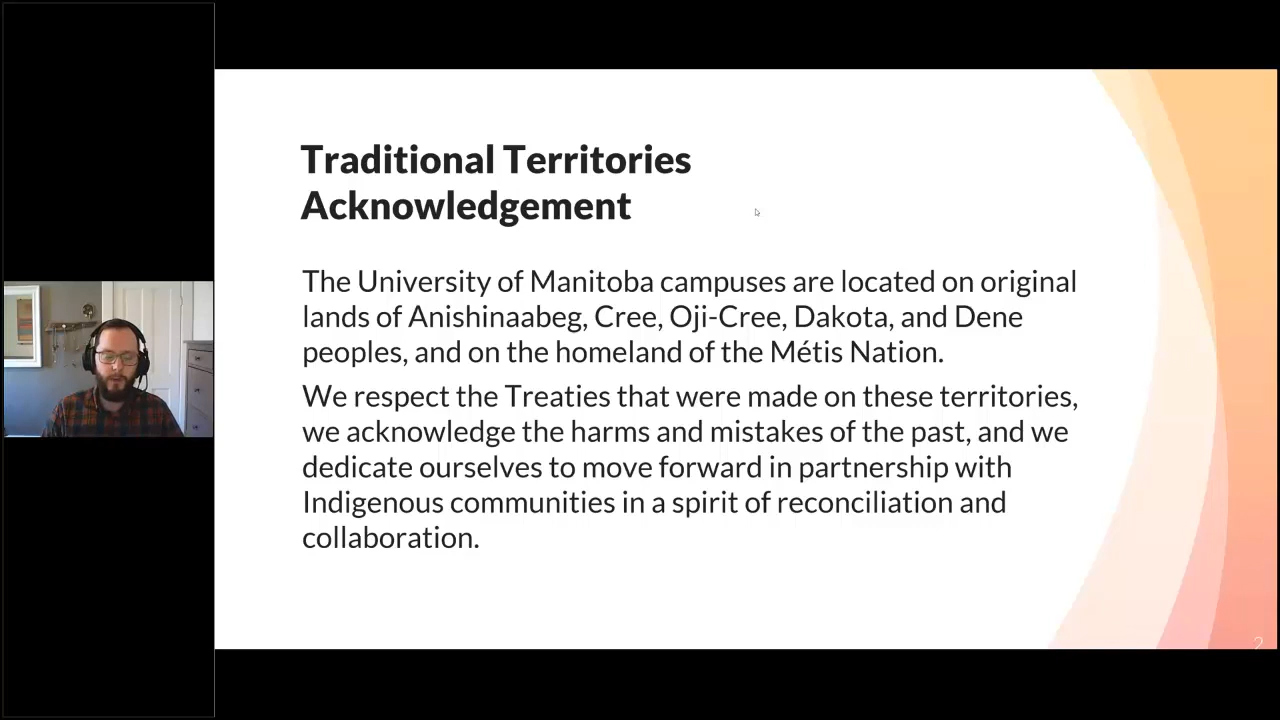 Traditional Territories
Acknowledgement
The University of Manitoba campuses are located on original
lands of Anishinaabeg, Cree, Oji-Cree, Dakota, and Dene
peoples, and on the homeland of the Métis Nation.
We respect the Treaties that were made on these territories,
we acknowledge the harms and mistakes of the past, and we
dedicate ourselves to move forward in partnership with
Indigenous communities in a spirit of reconciliation and
collaboration.
2